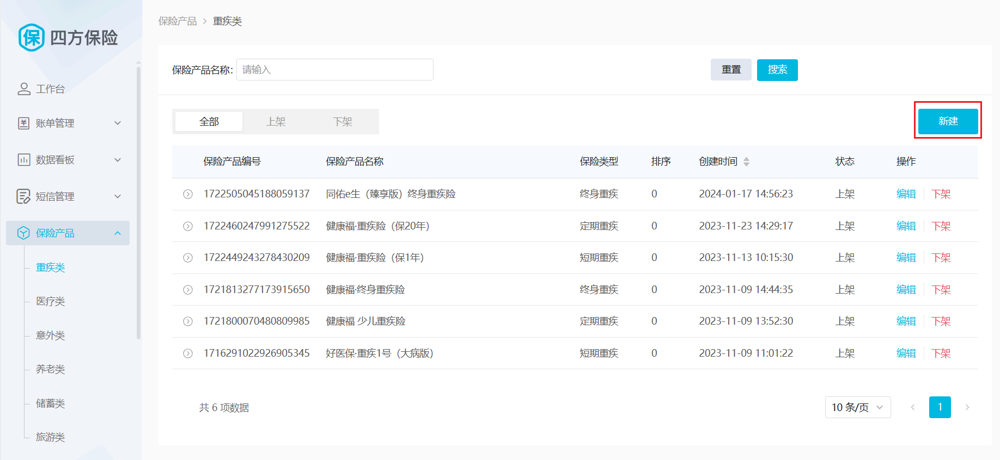 保 四方保险
工作台
账单管理
数据看板
短信管理
保险产品
重疾类
医疗类
意外类
养老类
储蓄类
旅游类
保险产品 > 重疾类
保险产品名称: 请输入 重置 搜索
全部 上架 下架 新建
保险产品编号 保险产品名称 保险类型 排序 创建时间 状态 操作
1722505045188059137 同佑e生（臻享版）终身重疾险 终身重疾 0 2024-01-17 14:56:23 上架 编辑 下架
1722460247991275522 健康福·重疾险（保20年） 定期重疾 0 2023-11-23 14:29:17 上架 编辑 下架
1722449243278430209 健康福·重疾险（保1年） 短期重疾 0 2023-11-13 10:15:30 上架 编辑 下架
1721813277173915650 健康福·终身重疾险 终身重疾 0 2023-11-09 14:44:35 上架 编辑 下架
1721800070480809985 健康福 少儿重疾险 定期重疾 0 2023-11-09 13:52:30 上架 编辑 下架
1716291022926905345 好医保·重疾1号（大病版） 短期重疾 0 2023-11-09 11:01:22 上架 编辑 下架
共 6 项数据 10 条/页 < 1 >